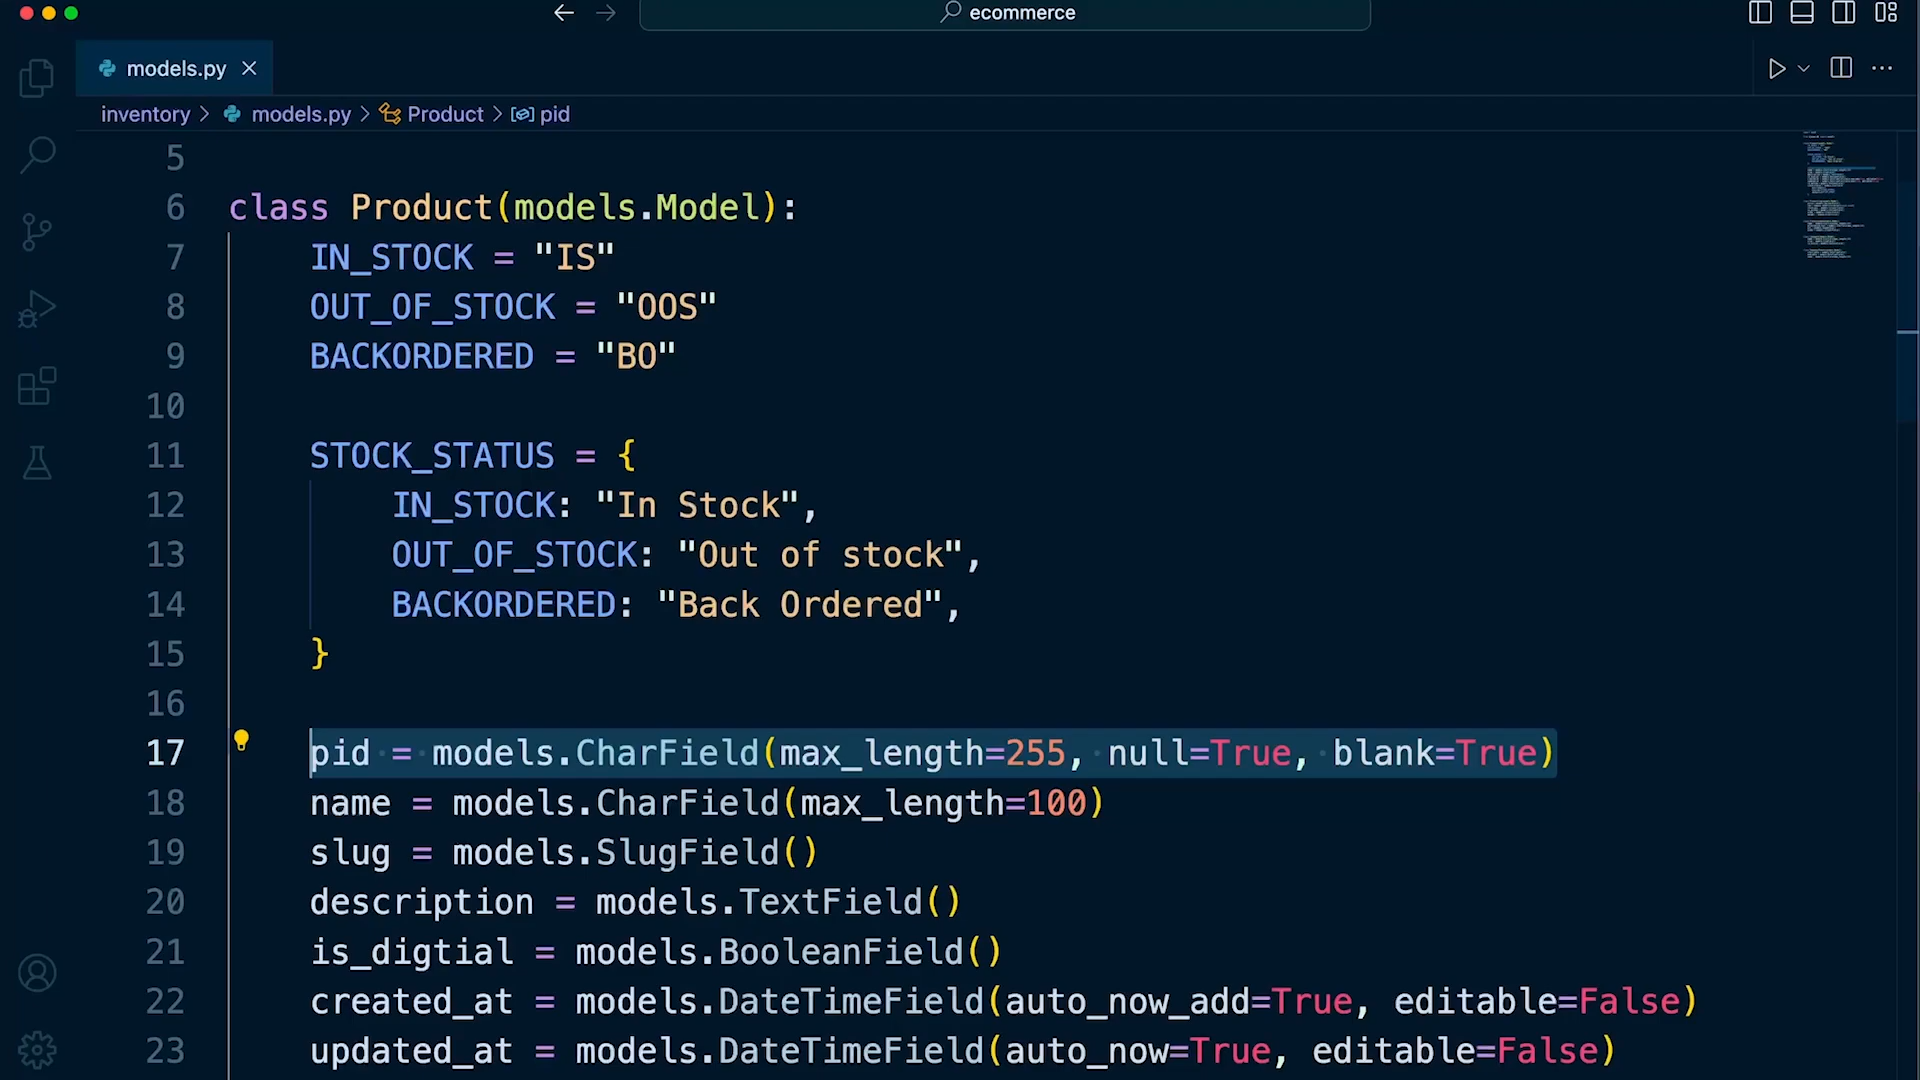 ecommerce
models.py
inventory > models.py > Product > pid
5
6 class Product(models.Model):
7 IN_STOCK = "IS"
8 OUT_OF_STOCK = "OOS"
9 BACKORDERED = "BO"
10
11 STOCK_STATUS = {
12 IN_STOCK: "In Stock",
13 OUT_OF_STOCK: "Out of stock",
14 BACKORDERED: "Back Ordered",
15 }
16
17 pid = models.CharField(max_length=255, null=True, blank=True)
18 name = models.CharField(max_length=100)
19 slug = models.SlugField()
20 description = models.TextField()
21 is_digtial = models.BooleanField()
22 created_at = models.DateTimeField(auto_now_add=True, editable=False)
23 updated_at = models.DateTimeField(auto_now=True, editable=False)